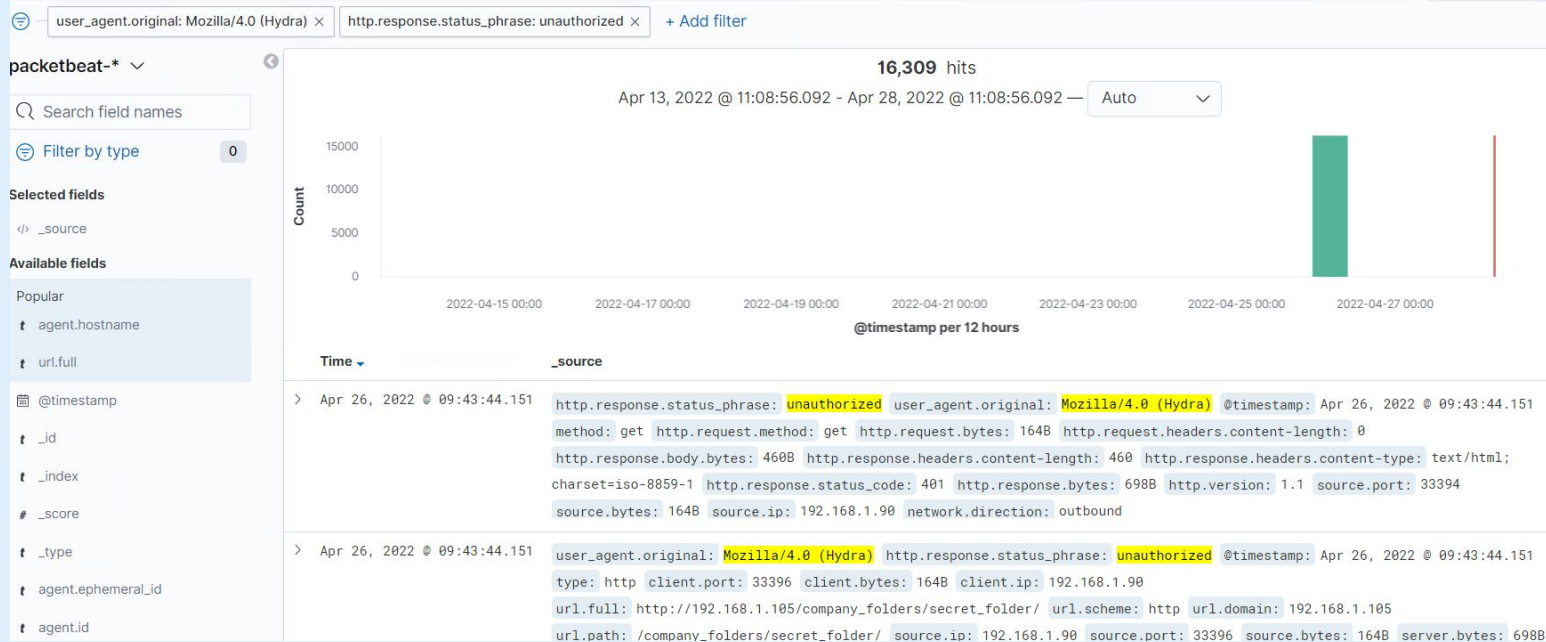 user_agent.original: Mozilla/4.0 (Hydra) × http.response.status_phrase: unauthorized × + Add filter
packetbeat-*
Search field names
Filter by type 0
Selected fields
</> _source
Available fields
Popular
t agent.hostname
t url.full
@timestamp
t _id
t _index
# _score
t _type
t agent.ephemeral_id
t agent.id
16,309 hits
Apr 13, 2022 @ 11:08:56.092 - Apr 28, 2022 @ 11:08:56.092 — Auto
Count
15000
10000
5000
0
2022-04-15 00:00 2022-04-17 00:00 2022-04-19 00:00 2022-04-21 00:00 2022-04-23 00:00 2022-04-25 00:00 2022-04-27 00:00
@timestamp per 12 hours
Time _source
> Apr 26, 2022 @ 09:43:44.151 http.response.status_phrase: unauthorized user_agent.original: Mozilla/4.0 (Hydra) @timestamp: Apr 26, 2022 @ 09:43:44.151
method: get http.request.method: get http.request.bytes: 164B http.request.headers.content-length: 0
http.response.body.bytes: 460B http.response.headers.content-length: 460 http.response.headers.content-type: text/html;
charset=iso-8859-1 http.response.status_code: 401 http.response.bytes: 698B http.version: 1.1 source.port: 33394
source.bytes: 164B source.ip: 192.168.1.90 network.direction: outbound
> Apr 26, 2022 @ 09:43:44.151 user_agent.original: Mozilla/4.0 (Hydra) http.response.status_phrase: unauthorized @timestamp: Apr 26, 2022 @ 09:43:44.151
type: http client.port: 33396 client.bytes: 164B client.ip: 192.168.1.90
url.full: http://192.168.1.105/company_folders/secret_folder/ url.scheme: http url.domain: 192.168.1.105
url.path: /company_folders/secret_folder/ source.ip: 192.168.1.90 source.port: 33396 source.bytes: 164B server.bytes: 698B